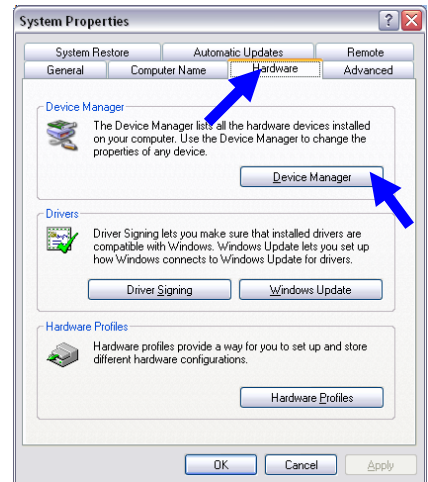 System Properties
System Restore Automatic Updates Remote
General Computer Name Hardware Advanced
Device Manager
The Device Manager lists all the hardware devices installed
on your computer. Use the Device Manager to change the
properties of any device.
Device Manager
Drivers
Driver Signing lets you make sure that installed drivers are
compatible with Windows. Windows Update lets you set up
how Windows connects to Windows Update for drivers.
Driver Signing Windows Update
Hardware Profiles
Hardware profiles provide a way for you to set up and store
different hardware configurations.
Hardware Profiles
OK Cancel Apply